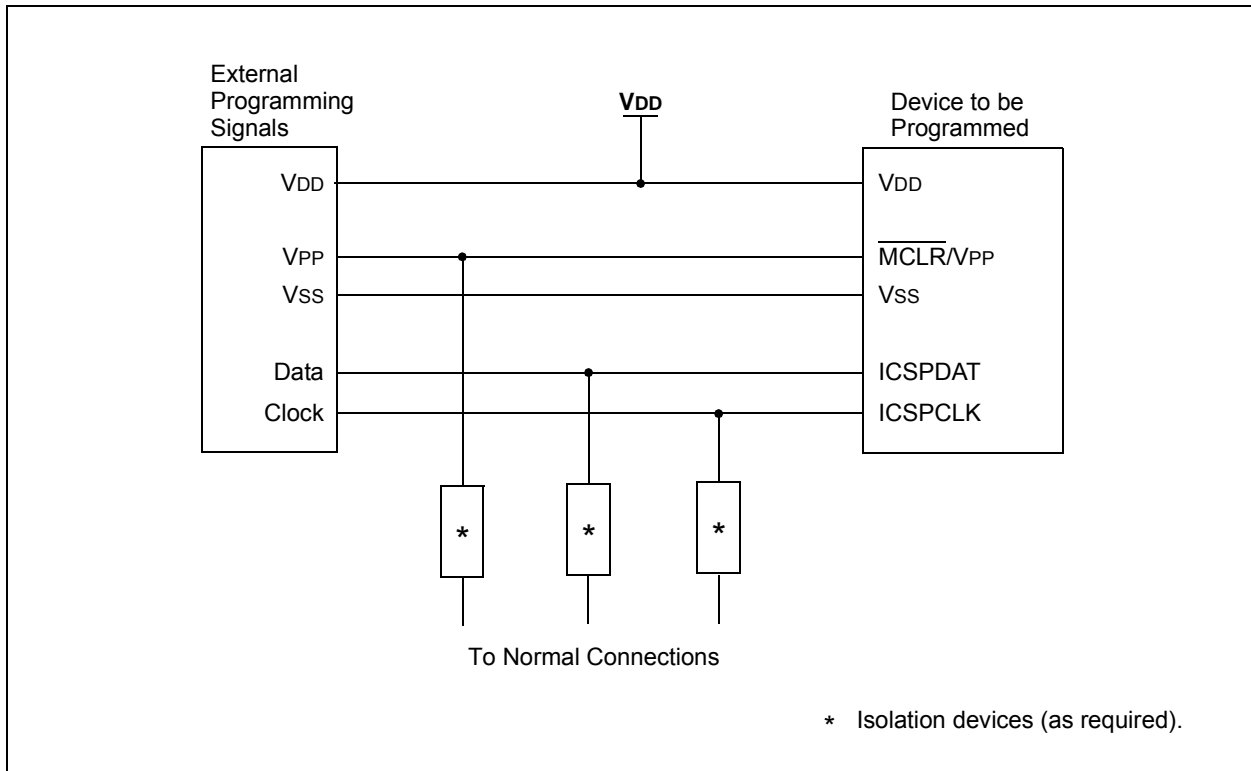 External
Programming
Signals
VDD
Device to be
Programmed
VDD
VPP
VSS
Data
Clock
VDD
MCLR/VPP
VSS
ICSPDAT
ICSPCLK
*
*
*
To Normal Connections
* Isolation devices (as required).